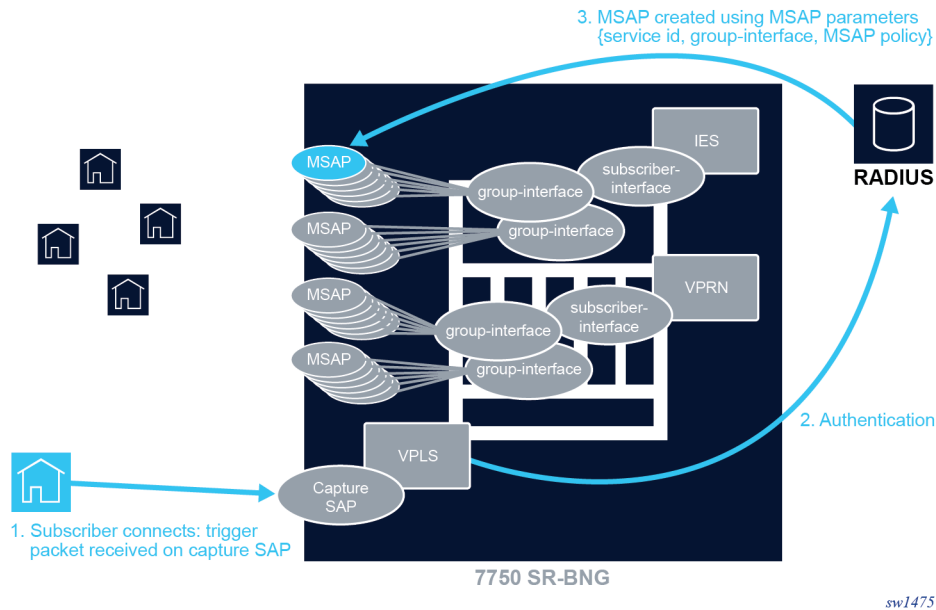 3. MSAP created using MSAP parameters
{service id, group-interface, MSAP policy}
RADIUS
IES
MSAP
subscriber-
interface
group-interface
MSAP
group-interface
MSAP
VPRN
subscriber-
interface
group-interface
MSAP
group-interface
2. Authentication
VPLS
Capture
SAP
1. Subscriber connects: trigger
packet received on capture SAP
7750 SR-BNG
sw1475